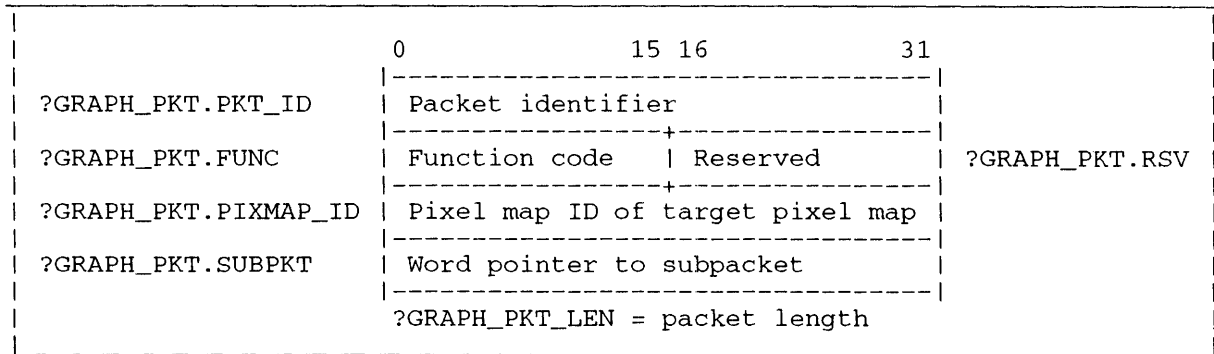 0 15 16 31
?GRAPH_PKT.PKT_ID Packet identifier
?GRAPH_PKT.FUNC Function code Reserved ?GRAPH_PKT.RSV
?GRAPH_PKT.PIXMAP_ID Pixel map ID of target pixel map
?GRAPH_PKT.SUBPKT Word pointer to subpacket
?GRAPH_PKT_LEN = packet length